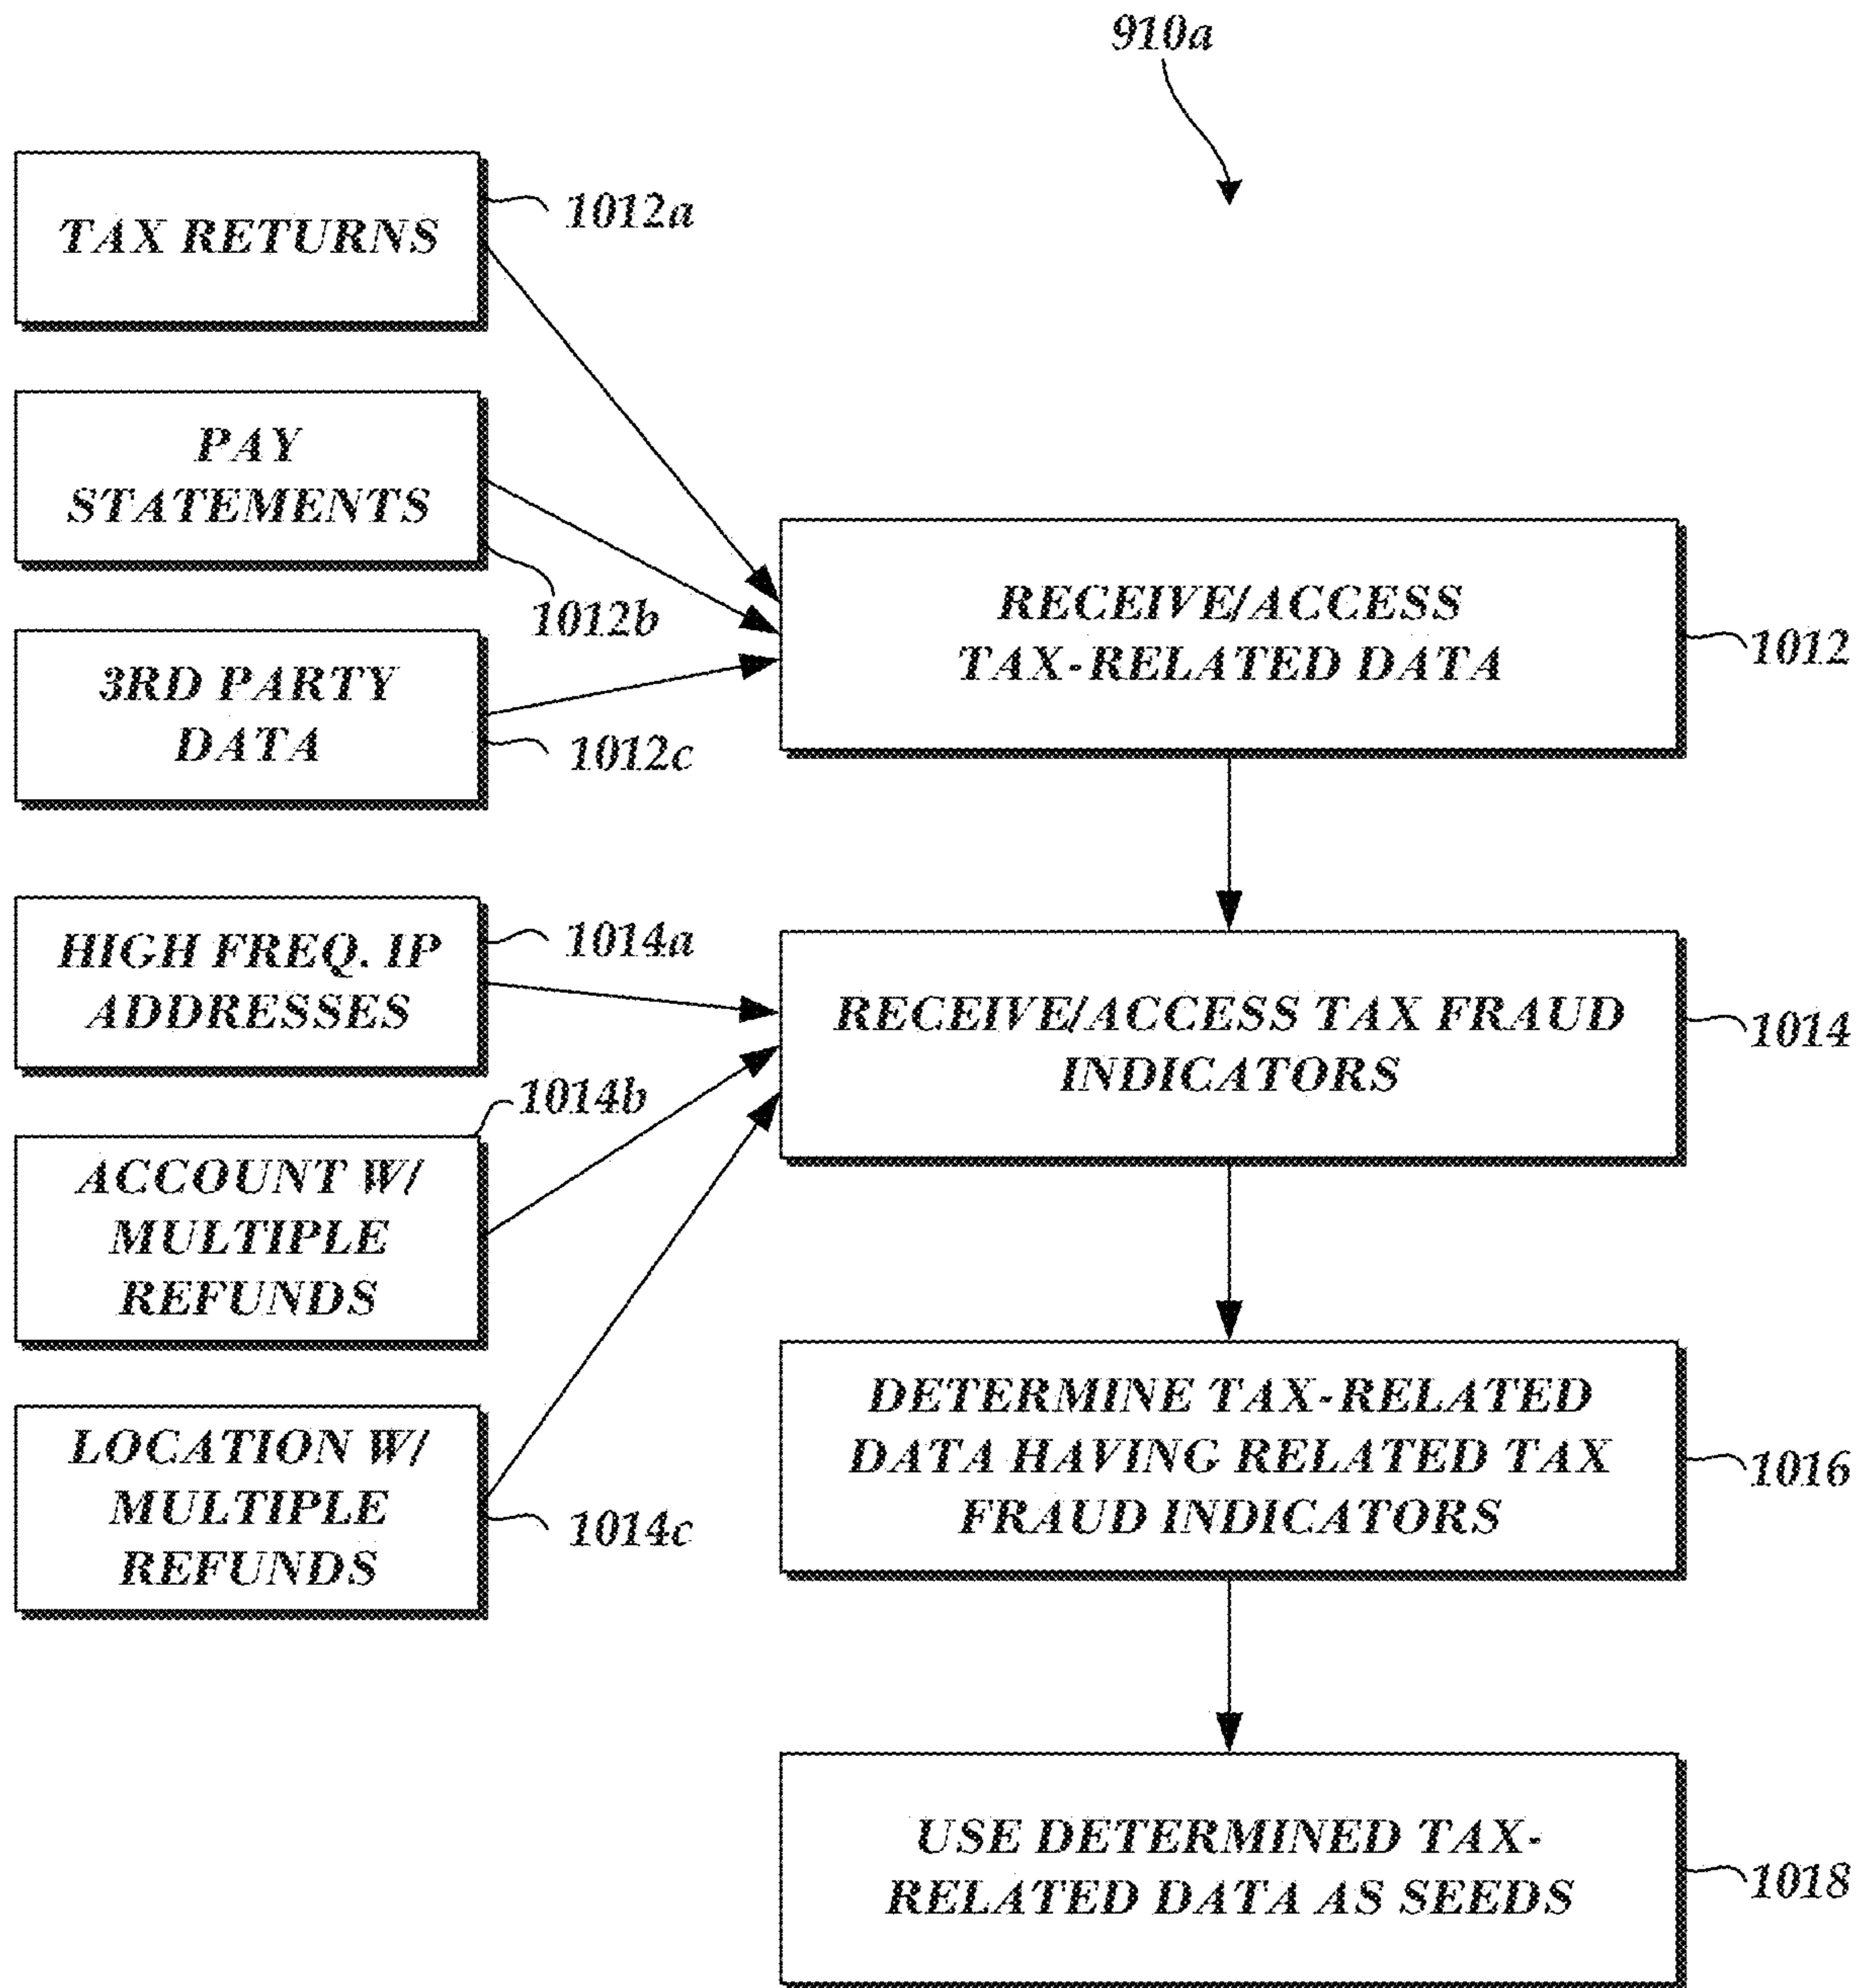 910a
TAX RETURNS
1012a
PAY
STATEMENTS
1012b
3RD PARTY
DATA
1012c
RECEIVE/ACCESS
TAX-RELATED DATA
1012
HIGH FREQ. IP
ADDRESSES
1014a
ACCOUNT W/
MULTIPLE
REFUNDS
1014b
LOCATION W/
MULTIPLE
REFUNDS
1014c
RECEIVE/ACCESS TAX FRAUD
INDICATORS
1014
DETERMINE TAX-RELATED
DATA HAVING RELATED TAX
FRAUD INDICATORS
1016
USE DETERMINED TAX-
RELATED DATA AS SEEDS
1018